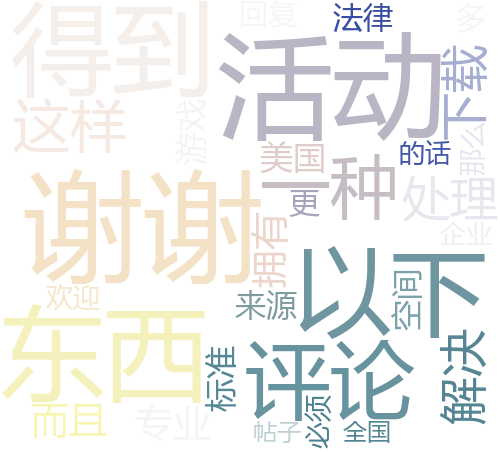 回复
法律
多
得到
活动
下载
这样
游戏
美国
的话
那么
一种
更
处理
谢谢
拥有
企业
欢迎
来源
以下
空间
东西
评论
标准
解决
而且
专业
必须
帖子
全国